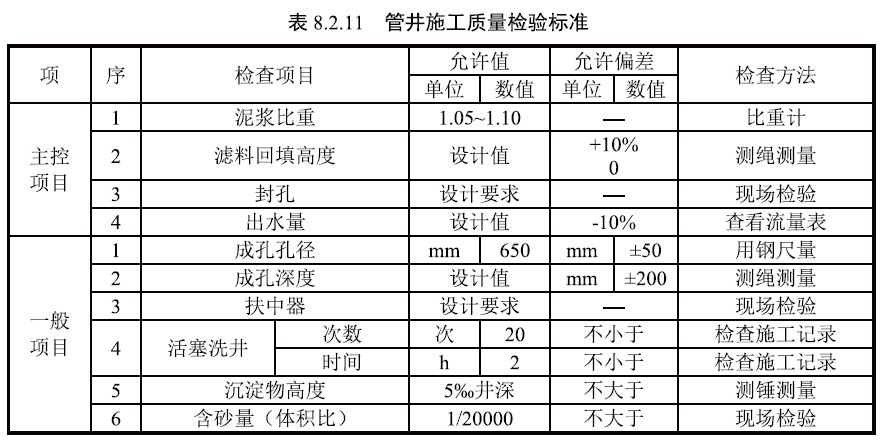 表 8.2.11 管井施工质量检验标准
项 序 检查项目 允许值 允许偏差 检查方法
单位 数值 单位 数值
主控项目 1 泥浆比重 1.05~1.10 — 比重计
2 滤料回填高度 设计值 +10% 0 测绳测量
3 封孔 设计要求 — 现场检验
4 出水量 设计值 -10% 查看流量表
一般项目 1 成孔孔径 mm 650 mm ±50 用钢尺量
2 成孔深度 设计值 mm ±200 测绳测量
3 扶中器 设计要求 — 现场检验
4 活塞洗井 次数 次 20 不小于 检查施工记录
时间 h 2 不小于 检查施工记录
5 沉淀物高度 5‰井深 不大于 测锤测量
6 含砂量（体积比） 1/20000 不大于 现场检验